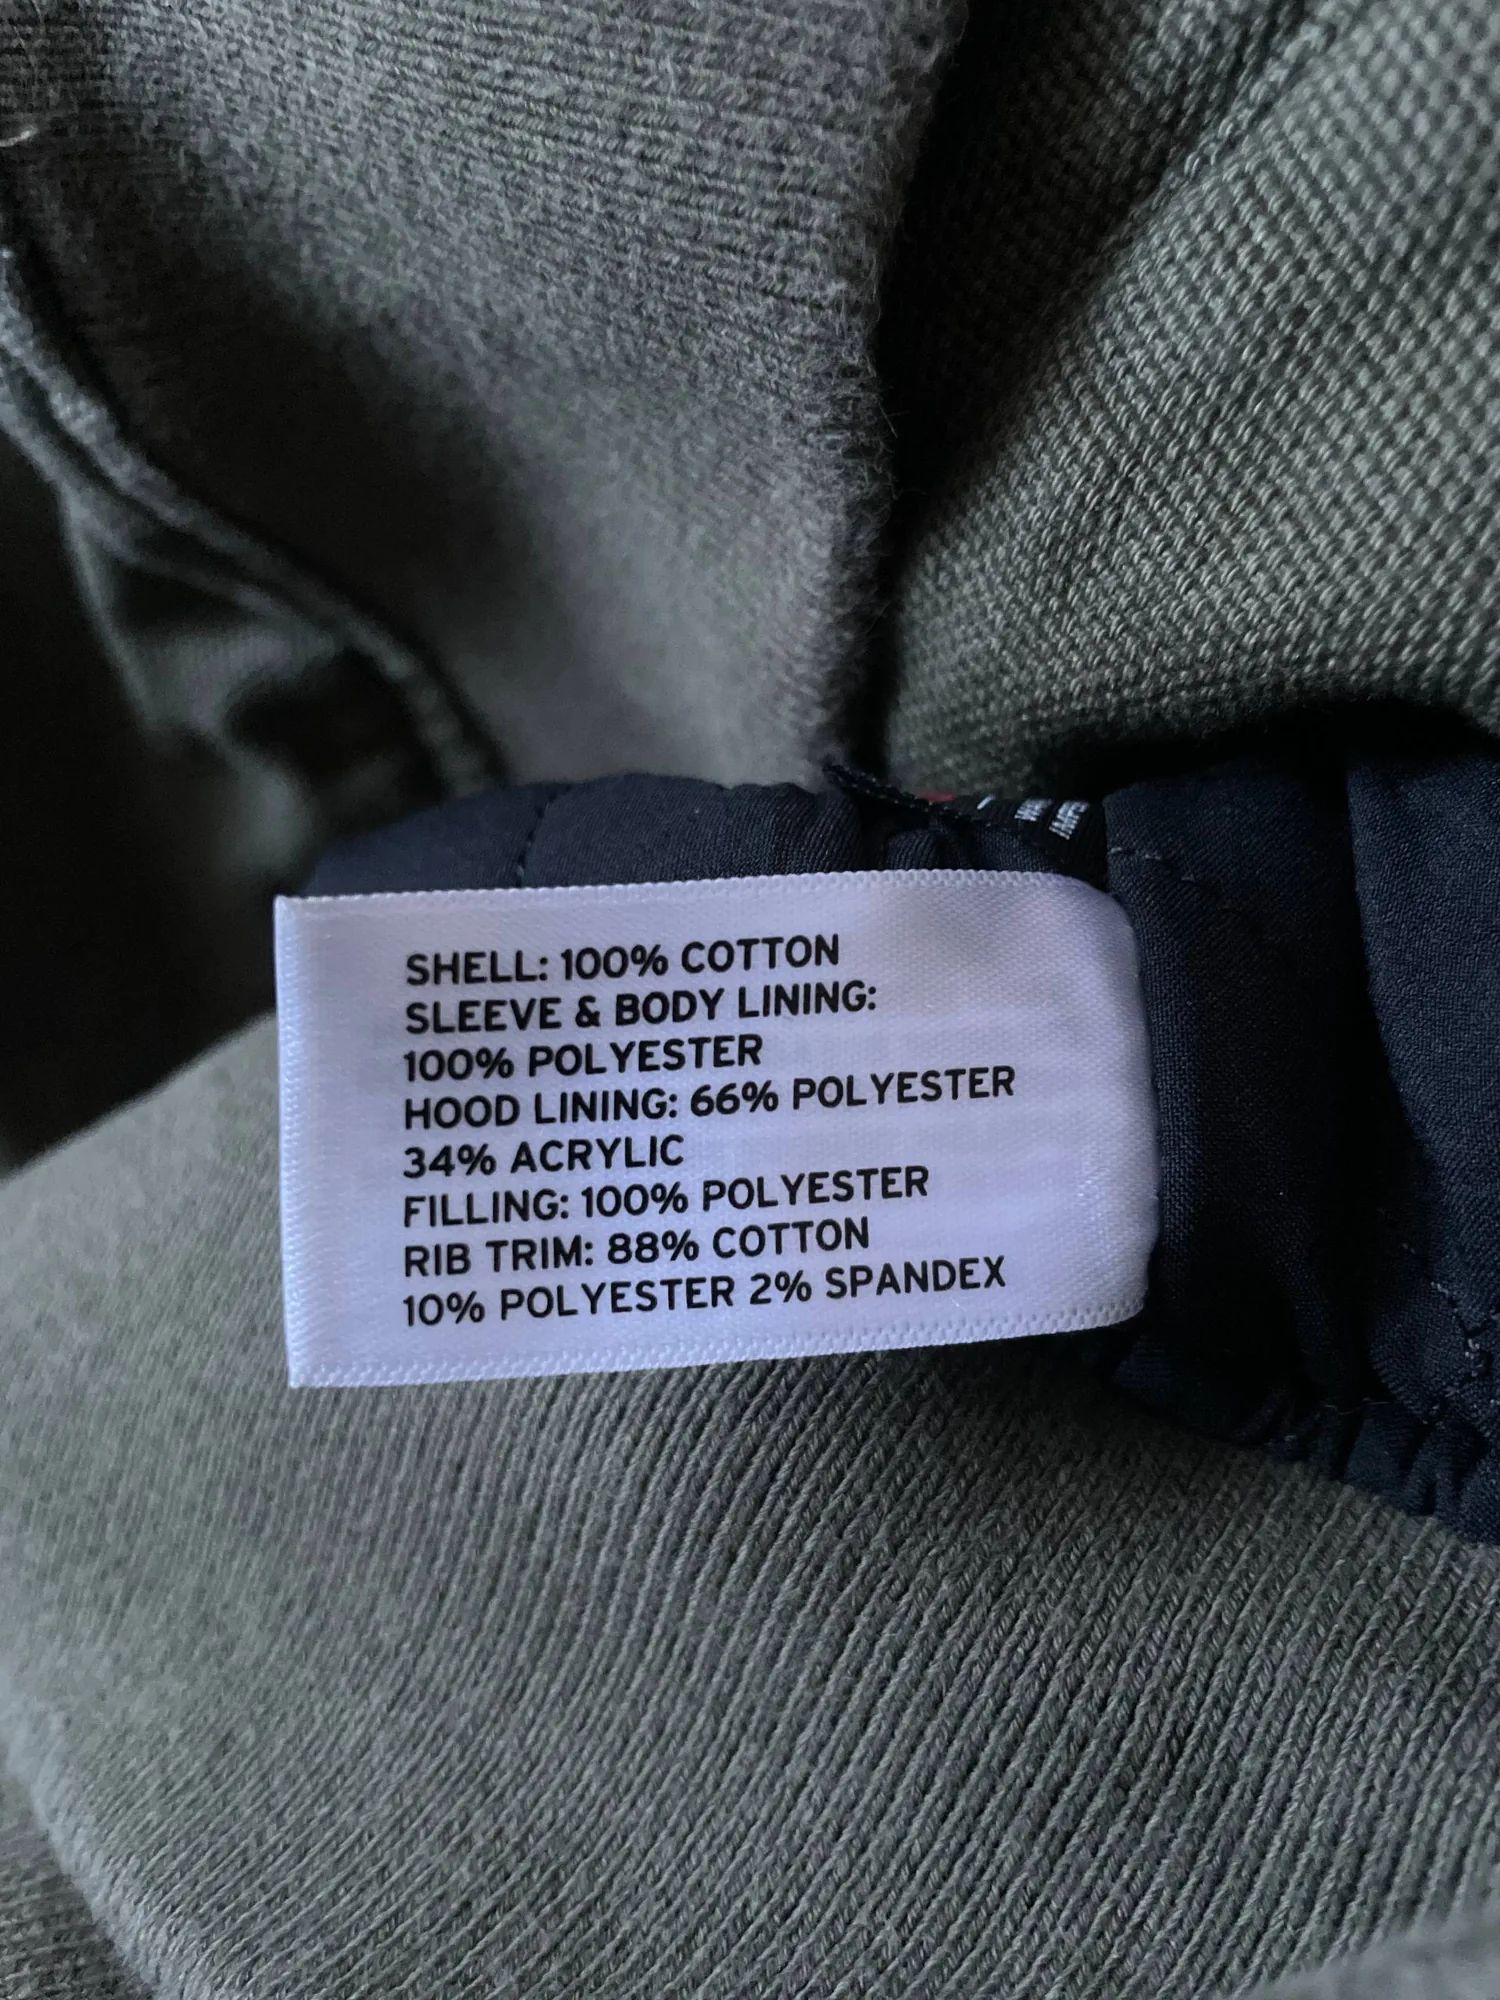 SHELL: 100% COTTON
SLEEVE & BODY LINING:
100% POLYESTER
HOOD LINING: 66% POLYESTER
34% ACRYLIC
FILLING: 100% POLYESTER
RIB TRIM: 88% COTTON
10% POLYESTER 2% SPANDEX